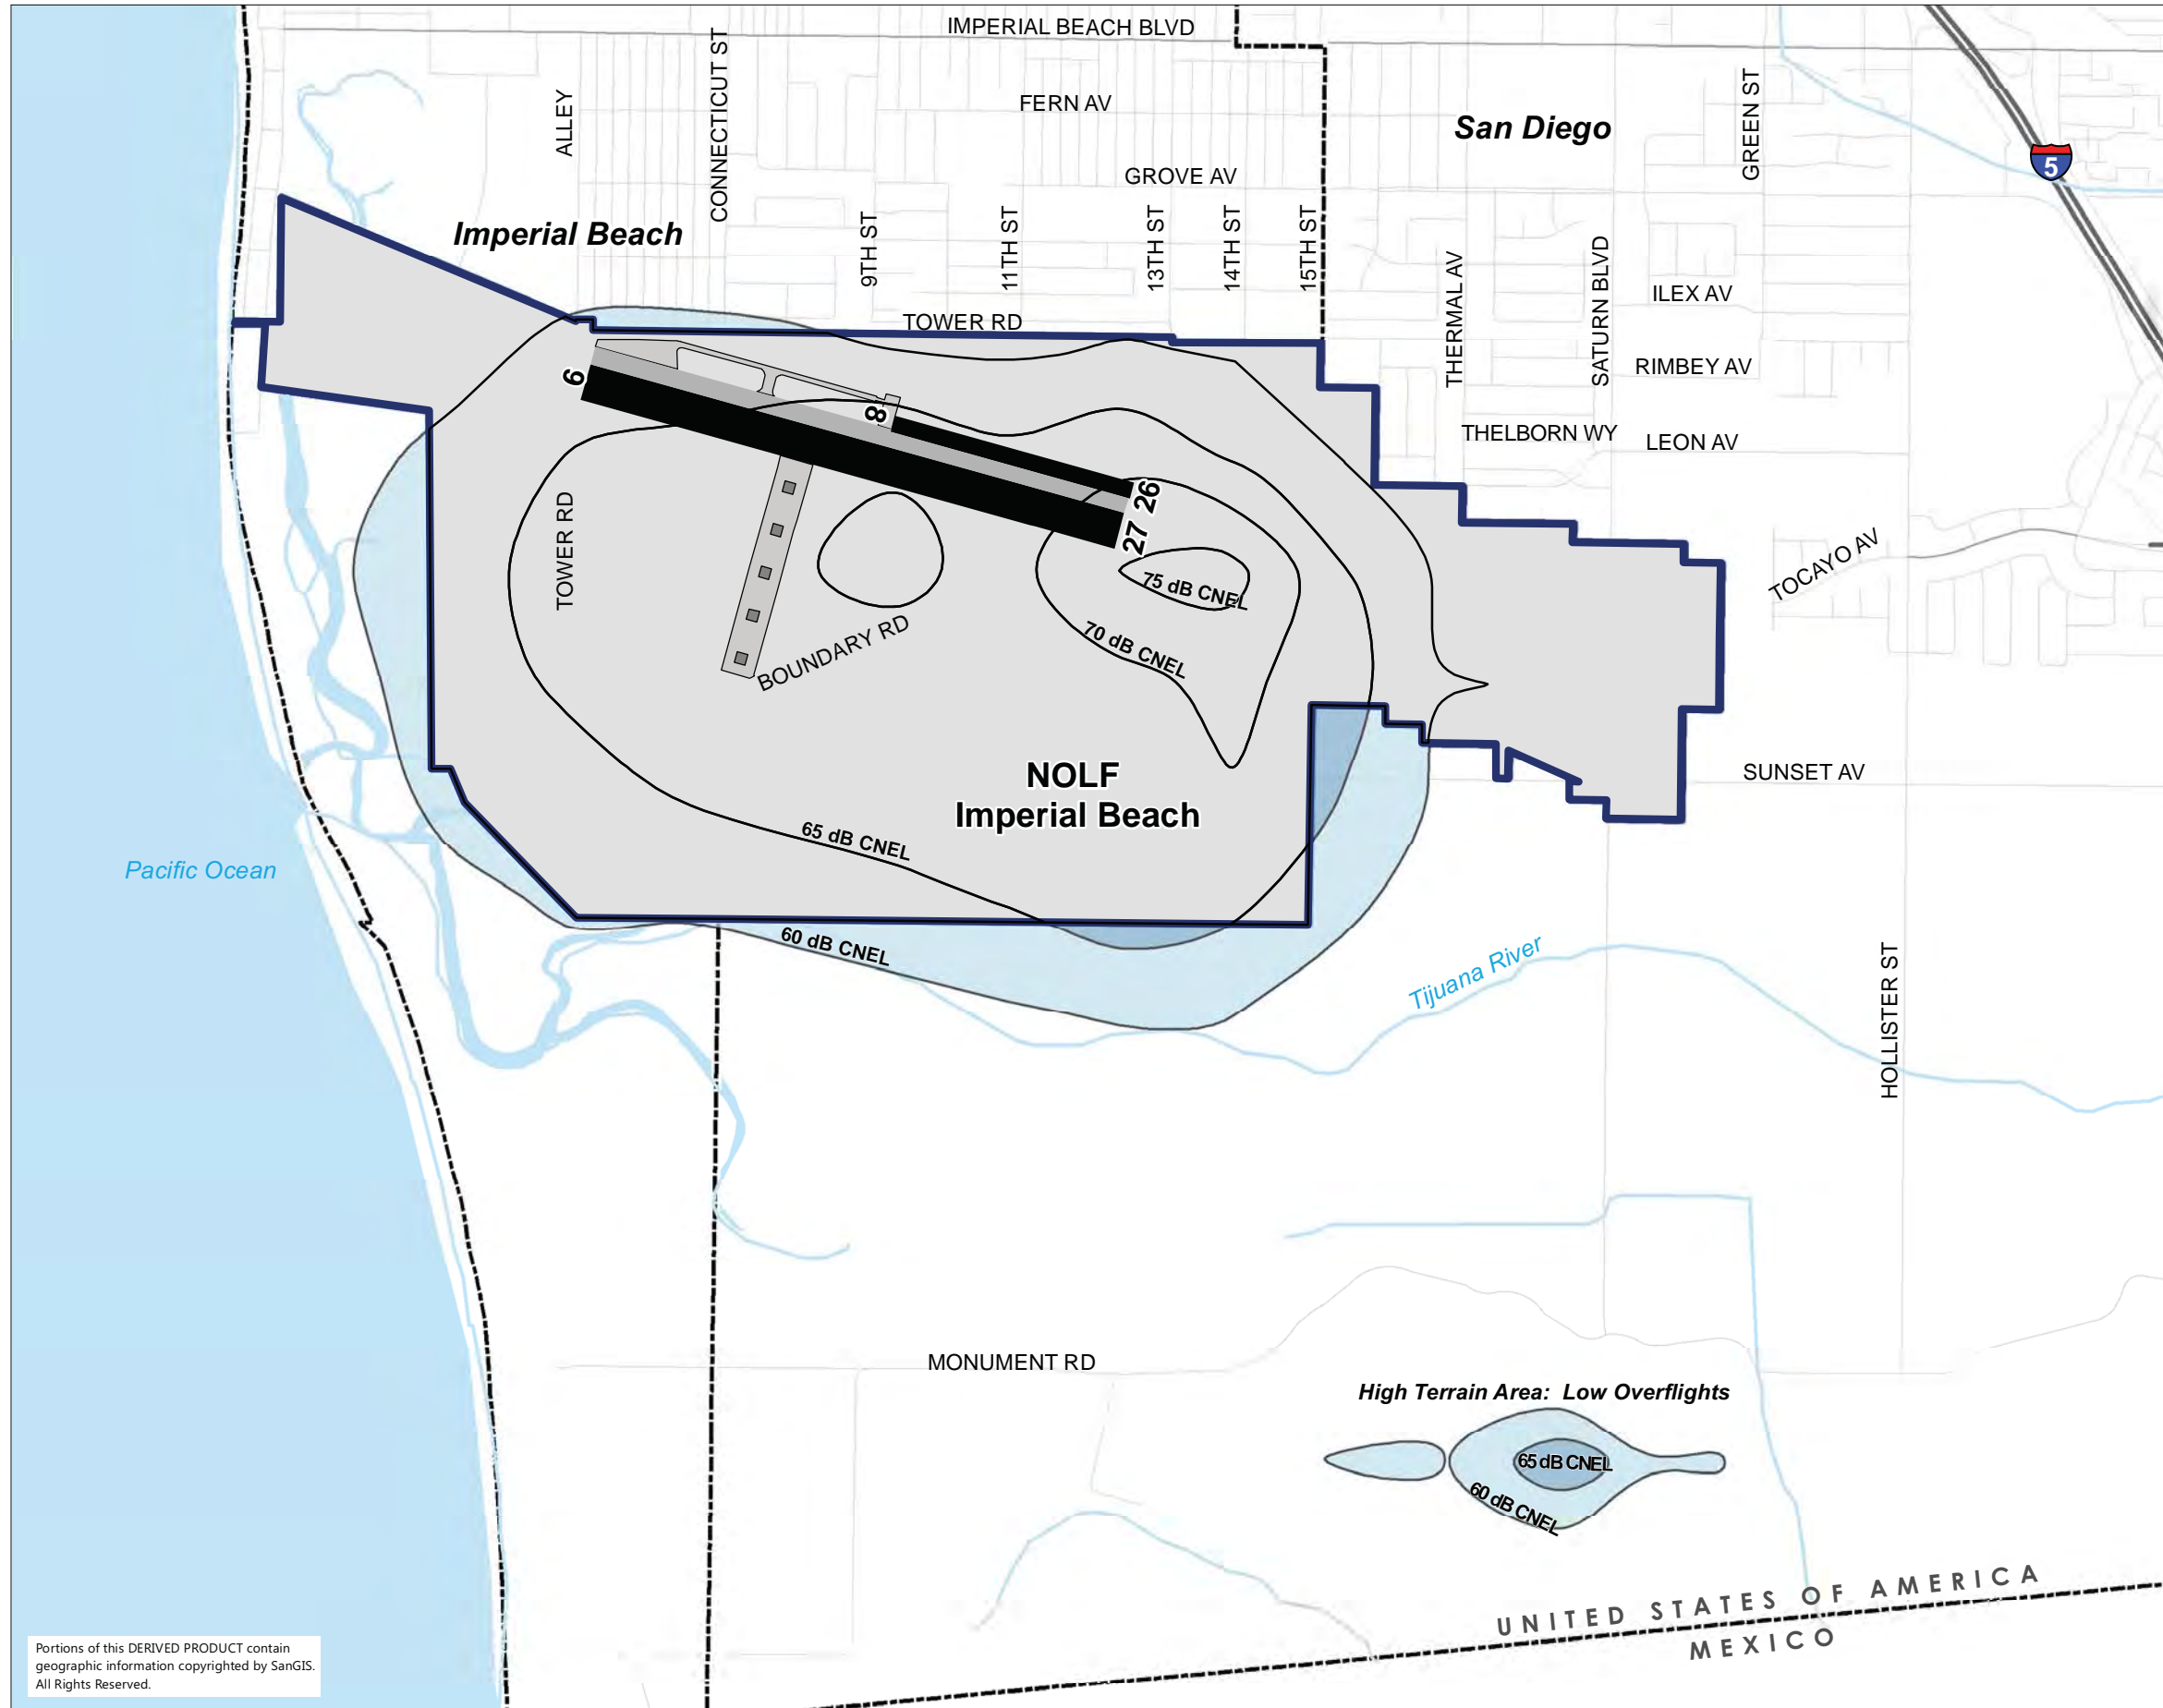 IMPERIAL BEACH BLVD
CONNECTICUT ST
ALLEY
FERN AV
San Diego
GREEN ST
5
GROVE AV
Imperial Beach
9TH ST
11TH ST
13TH ST
14TH ST
15TH ST
THERMAL AV
SATURN BLVD
ILEX AV
TOWER RD
RIMBEY AV
9
8
THELBORN WY
LEON AV
26
27
TOWER RD
TOCAYO AV
75 dB CNEL
BOUNDARY RD
70 dB CNEL
NOLF
Imperial Beach
SUNSET AV
65 dB CNEL
Pacific Ocean
60 dB CNEL
Tijuana River
HOLLISTER ST
MONUMENT RD
High Terrain Area: Low Overflights
65 dB CNEL
60 dB CNEL
UNITED STATES OF AMERICA
MEXICO
Portions of this DERIVED PRODUCT contain
geographic information copyrighted by SanGIS.
All Rights Reserved.